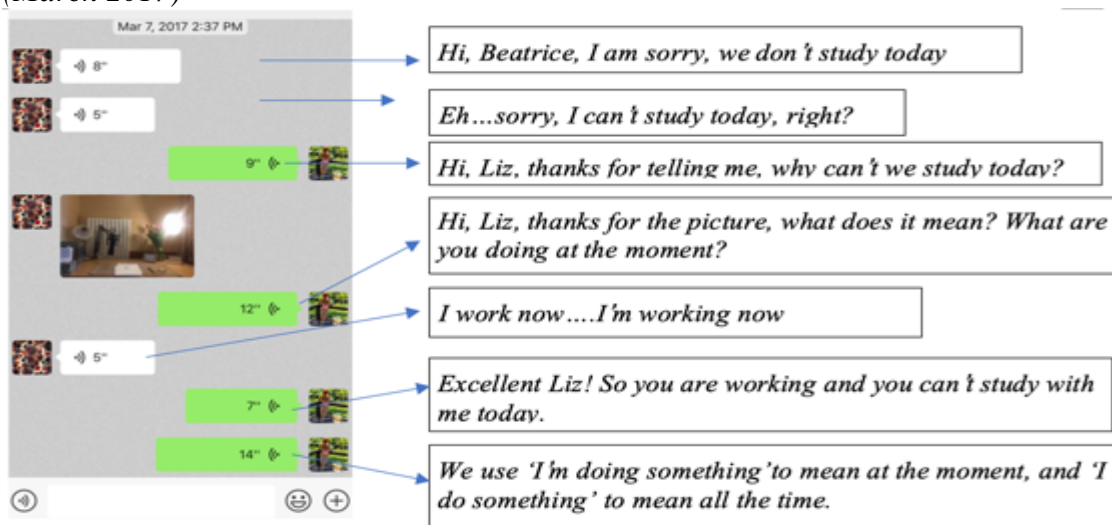 (March 2017)
Mar 7, 2017 2:37 PM
8"
Hi, Beatrice, I am sorry, we don't study today
5"
Eh...sorry, I can't study today, right?
9"
Hi, Liz, thanks for telling me, why can't we study today?
Hi, Liz, thanks for the picture, what does it mean? What are
you doing at the moment?
12"
I work now....I'm working now
5"
Excellent Liz! So you are working and you can't study with
me today.
7"
14"
We use 'I'm doing something'to mean at the moment, and 'I
do something' to mean all the time.